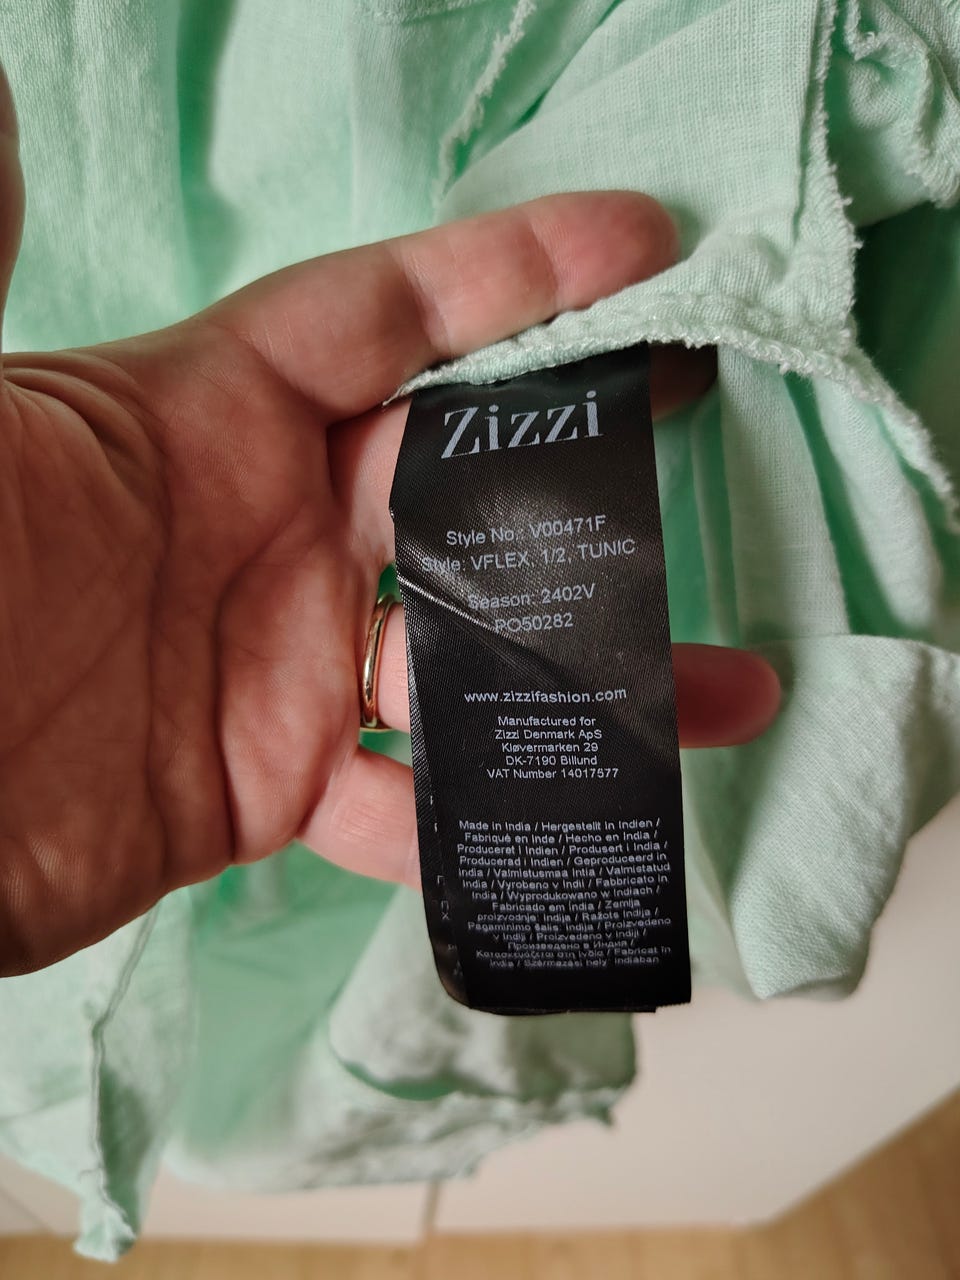 Zizzi
Style No.: V00471F
Style: VFLEX, 1/2, TUNIC
Season: 2402V
PO50282
www.zizzifashion.com
Manufactured for
Zizzi Denmark ApS
Kløvermarken 29
DK-7190 Billund
VAT Number 14017577
Made in India / Hergestellt in Indien /
Fabriqué en Inde / Hecho en India /
Produceret i Indien / Produsert i India /
Producerad i Indien / Geproduceerd in
India / Valmistusmaa Intia / Valmistatud
India / Vyrobeno v Indii / Fabbricato in
India / Wyprodukowano w Indiach /
Fabricado em India / Zemlja
proizvodnje: Indija / Ražots Indija /
Pagaminimo šalis: Indija / Proizvedeno
v Indiji / Proizvedeno v Indiji /
Произведено в Индия /
Κατασκευάζεται στη Ινδία / Fabricat in
India / Származási hely: Indiában